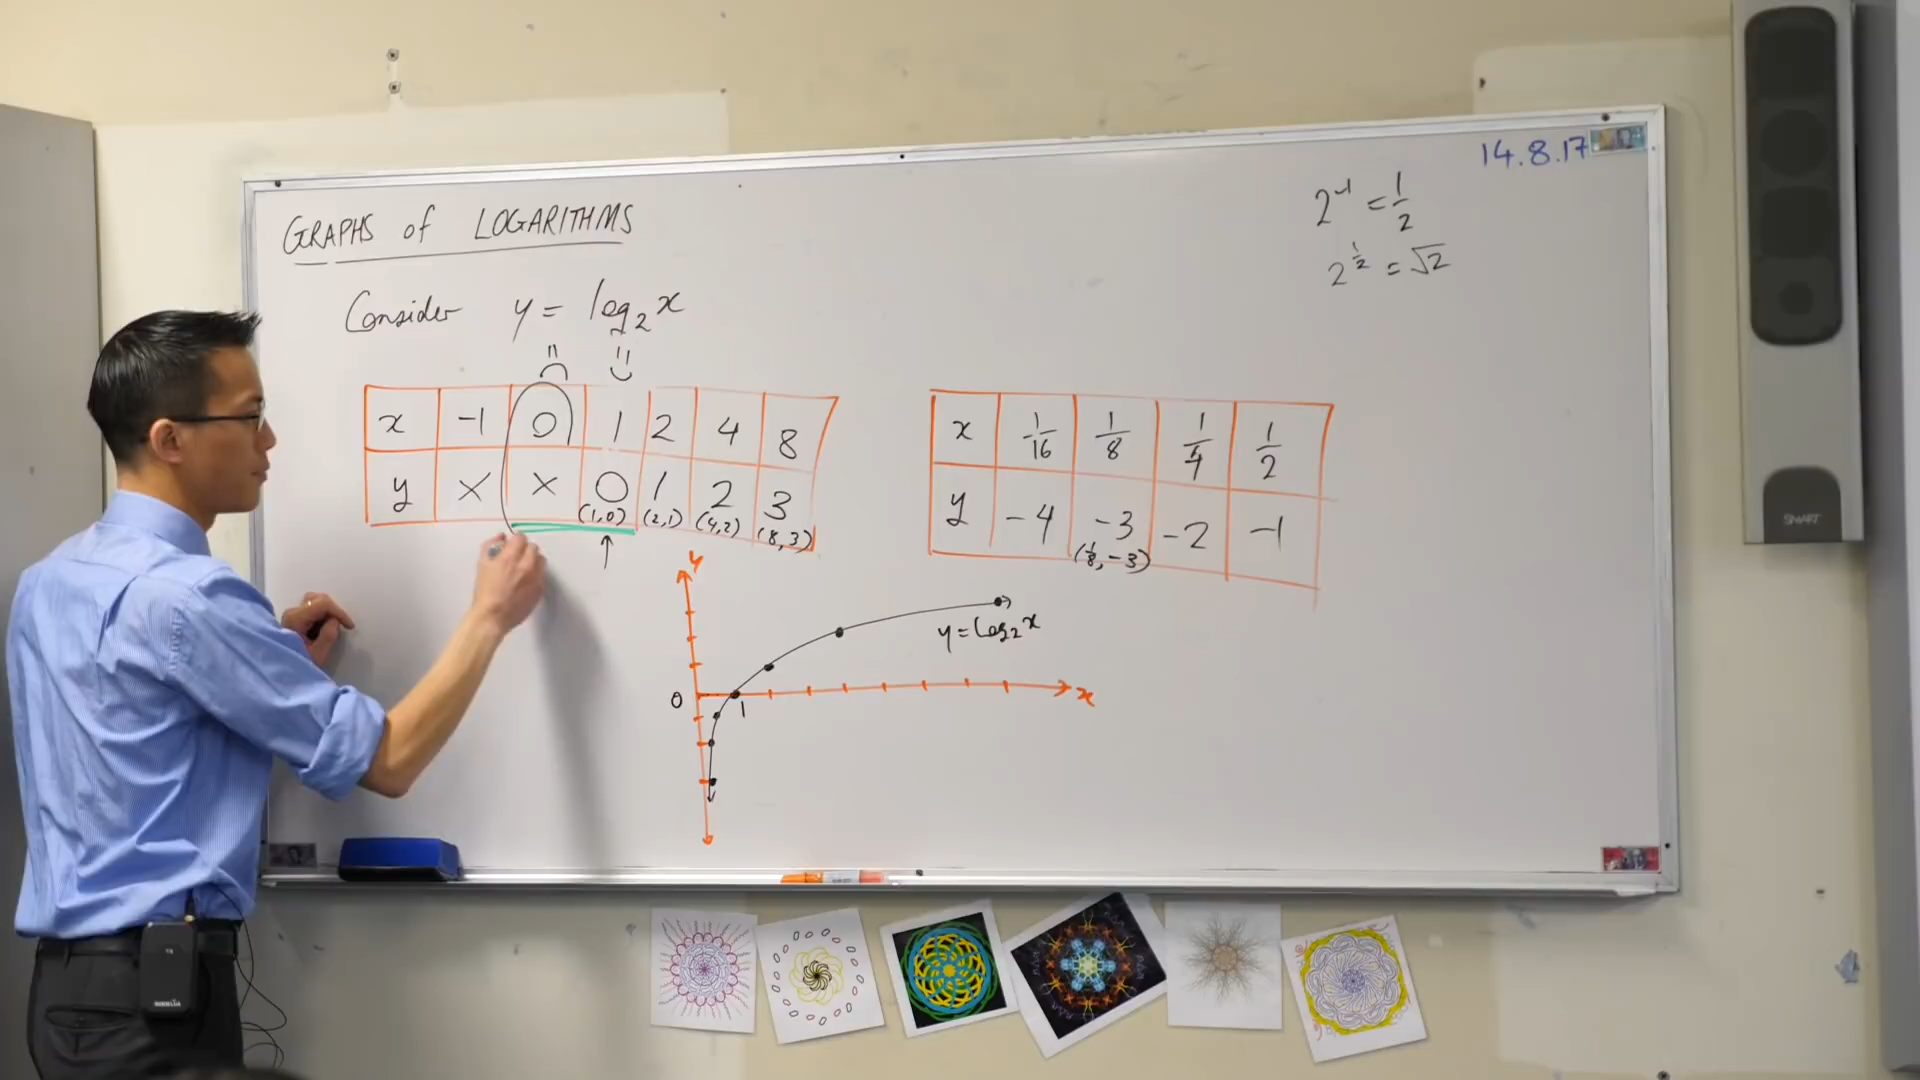 14.8.17
GRAPHS of LOGARITHMS
2⁻¹ = 1/2
2^(1/2) = √2
Consider y = log₂x
x -1 0 1 2 4 8
y × × 0 1 2 3
(1,0) (2,1) (4,2) (8,3)
x 1/16 1/8 1/4 1/2
y -4 -3 -2 -1
(1/8, -3)
y
y = log₂x
0
1
x
SMART